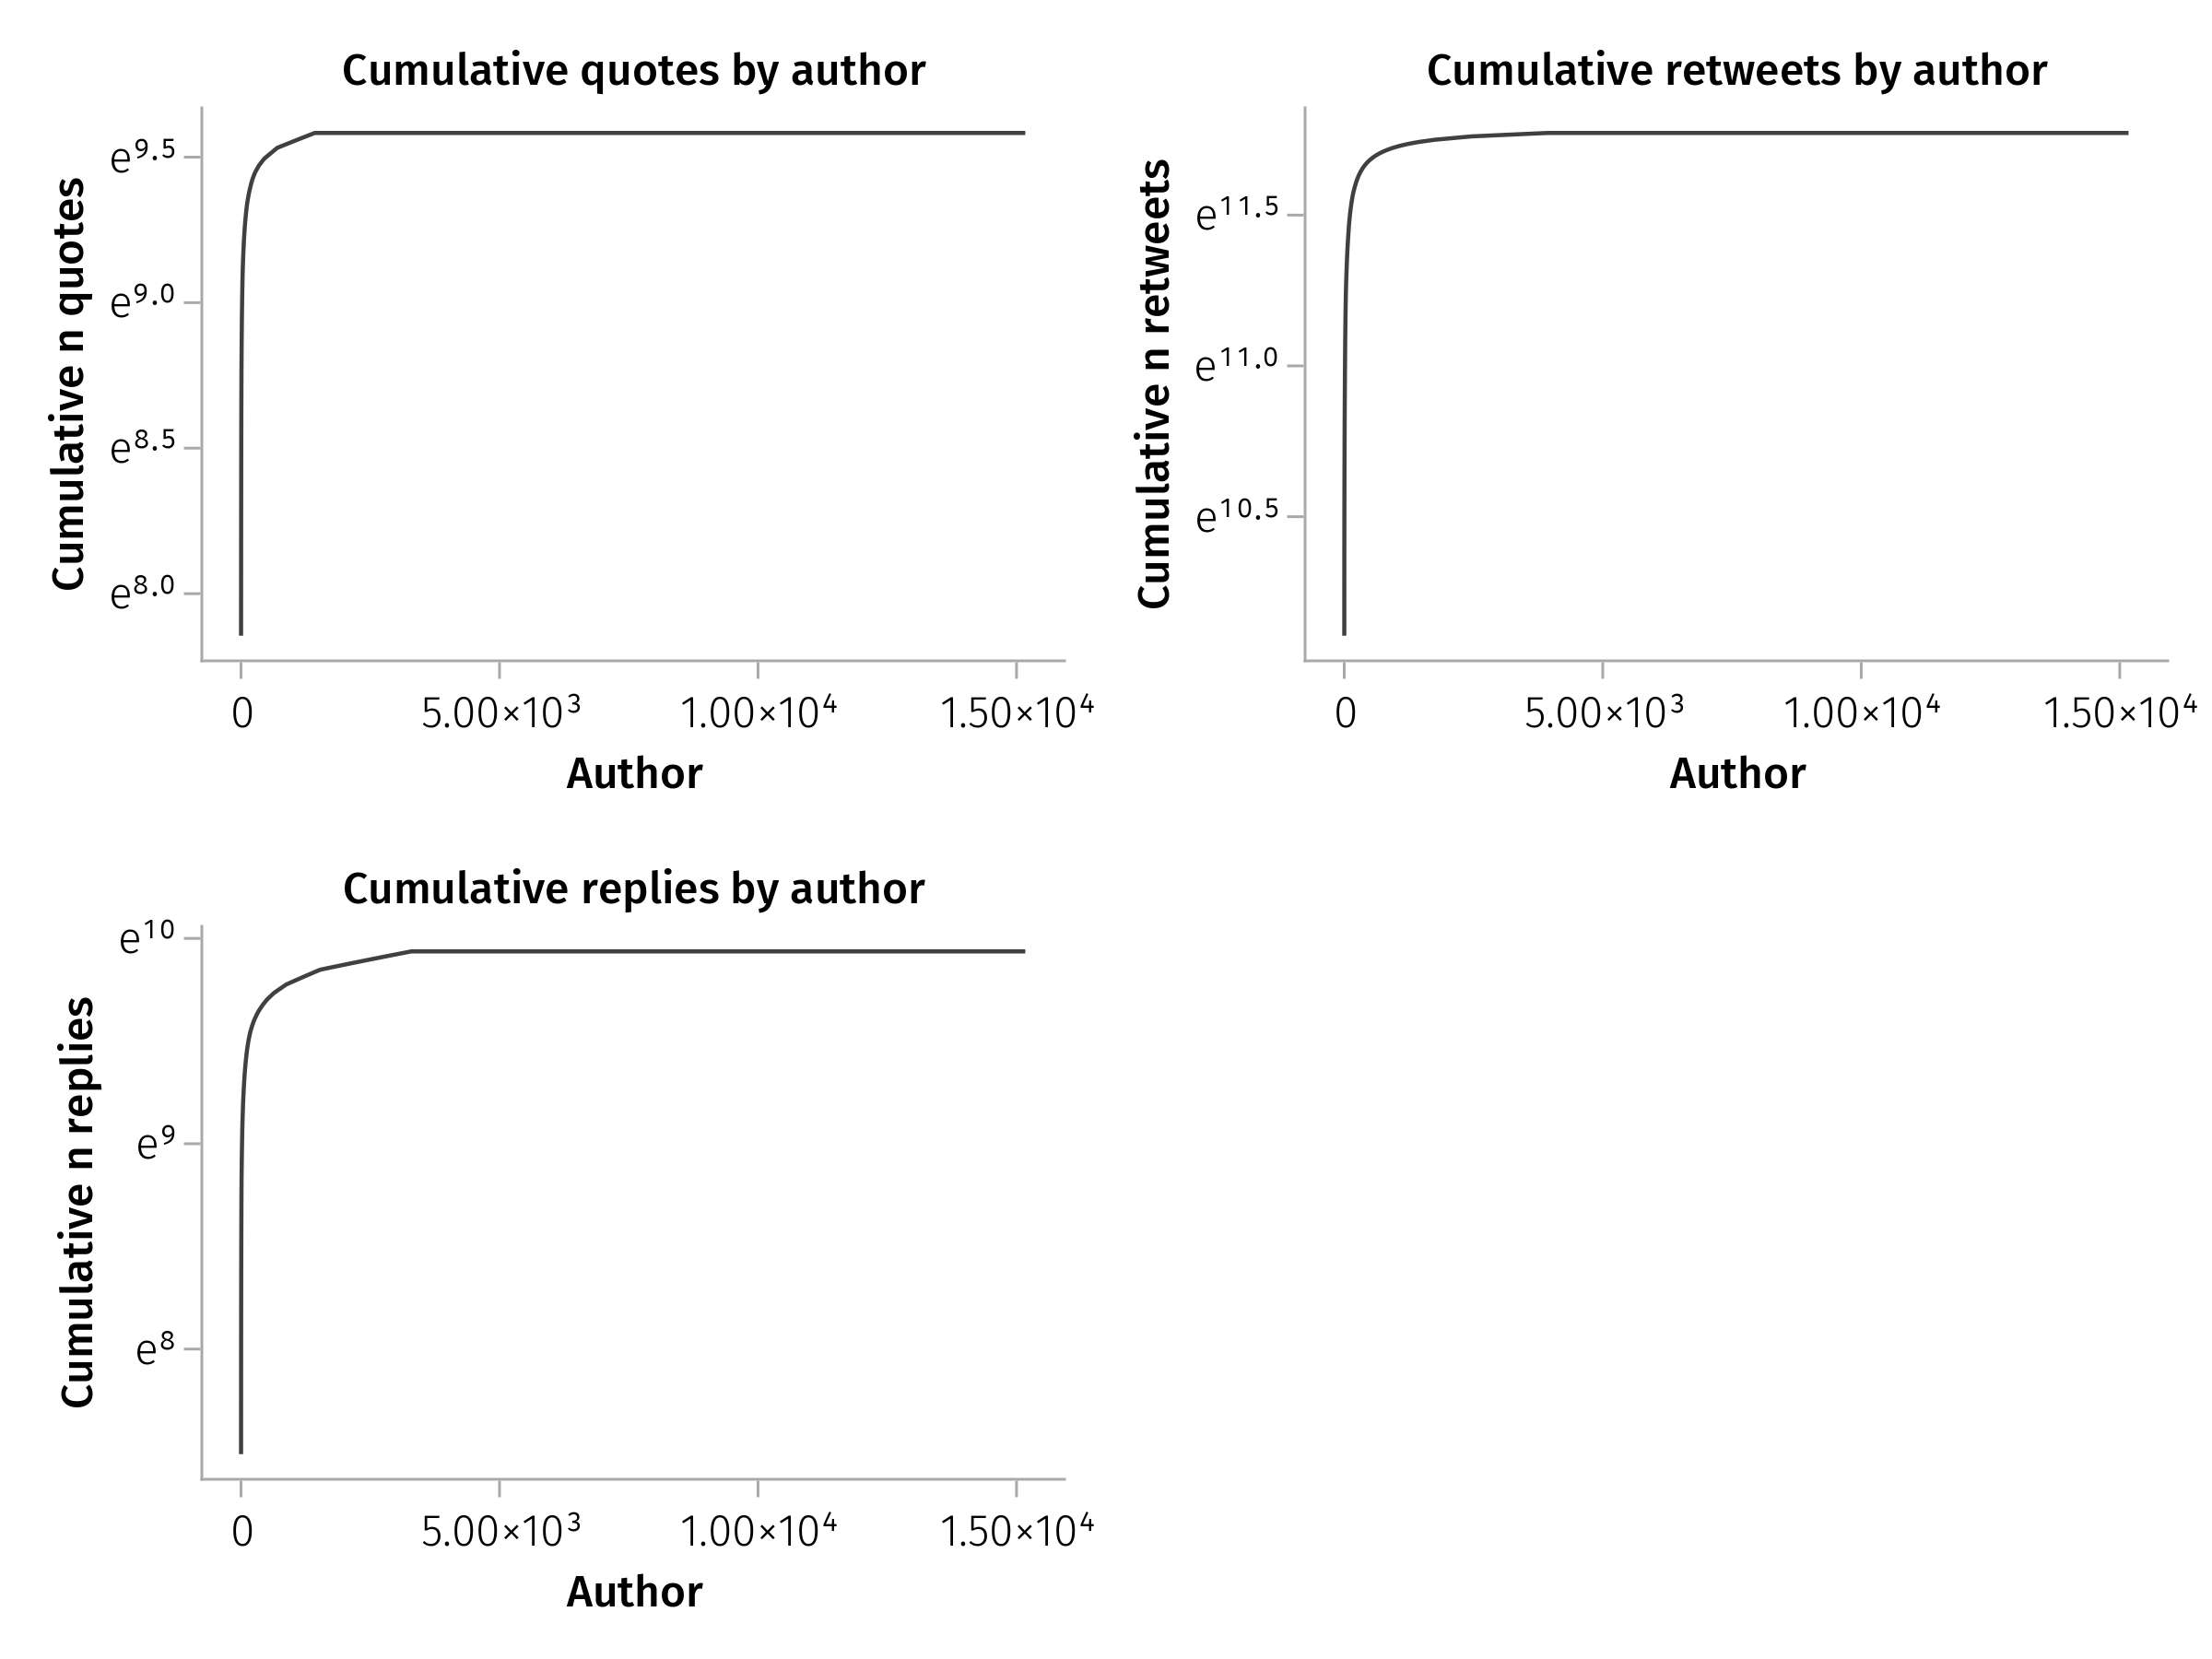 Cumulative quotes by author
Cumulative n quotes
e⁹·⁵
e⁹·⁰
e⁸·⁵
e⁸·⁰
0 5.00×10³ 1.00×10⁴ 1.50×10⁴
Author
Cumulative retweets by author
Cumulative n retweets
e¹¹·⁵
e¹¹·⁰
e¹⁰·⁵
0 5.00×10³ 1.00×10⁴ 1.50×10⁴
Author
Cumulative replies by author
Cumulative n replies
e¹⁰
e⁹
e⁸
0 5.00×10³ 1.00×10⁴ 1.50×10⁴
Author